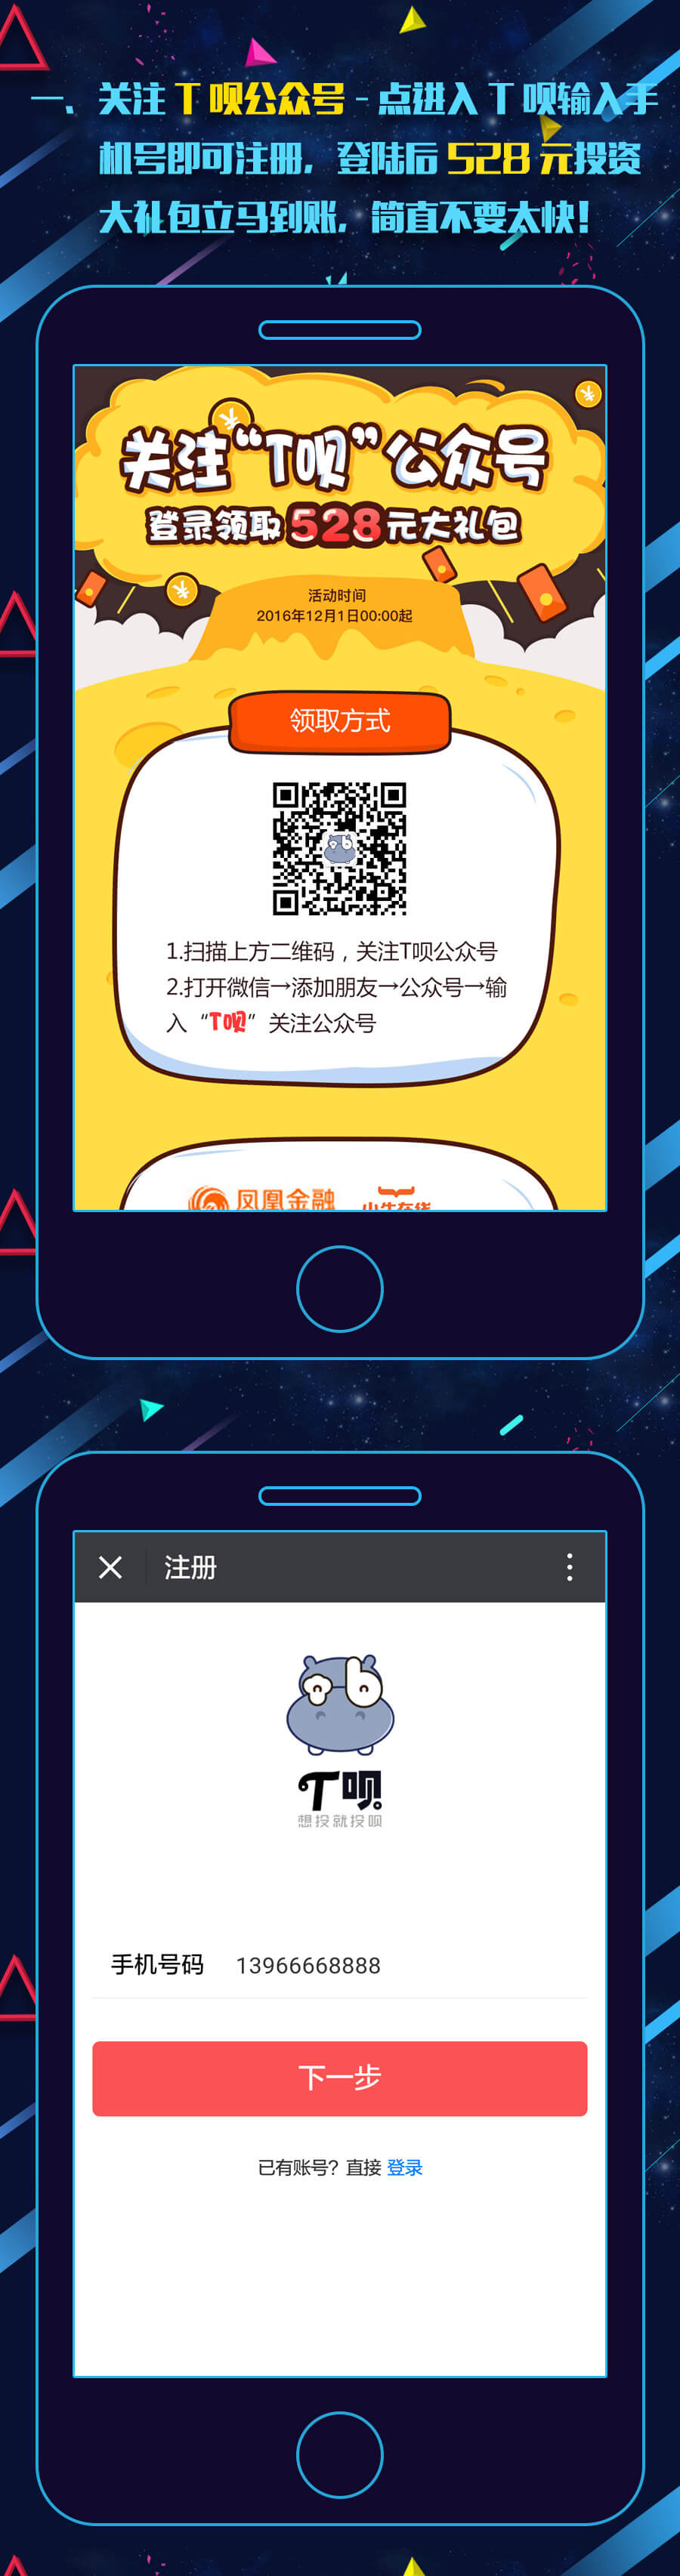 一、关注 T 呗公众号 - 点进入 T 呗输入手
机号即可注册，登陆后 528 元投资
大礼包立马到账，简直不要太快！
关注“T呗”公众号
登录领取528元大礼包
活动时间
2016年12月1日00:00起
领取方式
1.扫描上方二维码，关注T呗公众号
2.打开微信→添加朋友→公众号→输
入“T呗”关注公众号
凤凰金融 小牛在线
注册
T呗
想投就投呗
手机号码 13966668888
下一步
已有账号？直接 登录